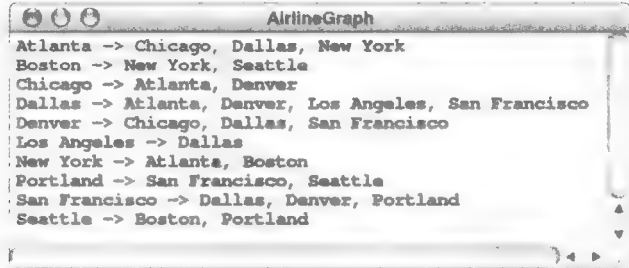 AirlineGraph
Atlanta -> Chicago, Dallas, New York
Boston -> New York, Seattle
Chicago -> Atlanta, Denver
Dallas -> Atlanta, Denver, Los Angeles, San Francisco
Denver -> Chicago, Dallas, San Francisco
Los Angeles -> Dallas
New York -> Atlanta, Boston
Portland -> San Francisco, Seattle
San Francisco -> Dallas, Denver, Portland
Seattle -> Boston, Portland